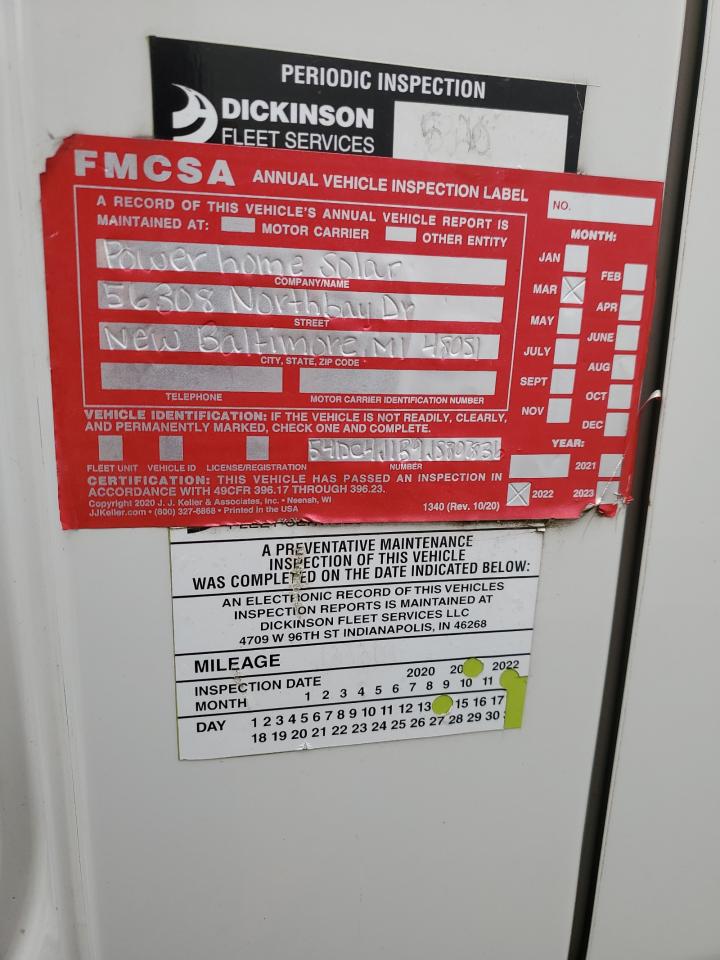 PERIODIC INSPECTION
DICKINSON
FLEET SERVICES
FMCSA ANNUAL VEHICLE INSPECTION LABEL
NO.
A RECORD OF THIS VEHICLE'S ANNUAL VEHICLE REPORT IS
MAINTAINED AT: MOTOR CARRIER OTHER ENTITY
Power home Solar
COMPANY/NAME
56308 Northbay Dr
STREET
New Baltimore, MI 48051
CITY, STATE, ZIP CODE
TELEPHONE MOTOR CARRIER IDENTIFICATION NUMBER
MONTH:
JAN FEB
MAR APR
MAY JUNE
JULY AUG
SEPT OCT
NOV DEC
YEAR:
2021
2022 2023
VEHICLE IDENTIFICATION: IF THE VEHICLE IS NOT READILY, CLEARLY,
AND PERMANENTLY MARKED, CHECK ONE AND COMPLETE.
FLEET UNIT VEHICLE ID LICENSE/REGISTRATION NUMBER
CERTIFICATION: THIS VEHICLE HAS PASSED AN INSPECTION IN
ACCORDANCE WITH 49CFR 396.17 THROUGH 396.23.
Copyright 2020 J. J. Keller & Associates, Inc. • Neenah, WI
JJKeller.com • (800) 327-6868 • Printed in the USA 1340 (Rev. 10/20)
A PREVENTATIVE MAINTENANCE
INSPECTION OF THIS VEHICLE
WAS COMPLETED ON THE DATE INDICATED BELOW:
AN ELECTRONIC RECORD OF THIS VEHICLES
INSPECTION REPORTS IS MAINTAINED AT
DICKINSON FLEET SERVICES LLC
4709 W 96TH ST INDIANAPOLIS, IN 46268
MILEAGE
INSPECTION DATE 2020 20 2022
MONTH 1 2 3 4 5 6 7 8 9 10 11
DAY 1 2 3 4 5 6 7 8 9 10 11 12 13 15 16 17
18 19 20 21 22 23 24 25 26 27 28 29 30